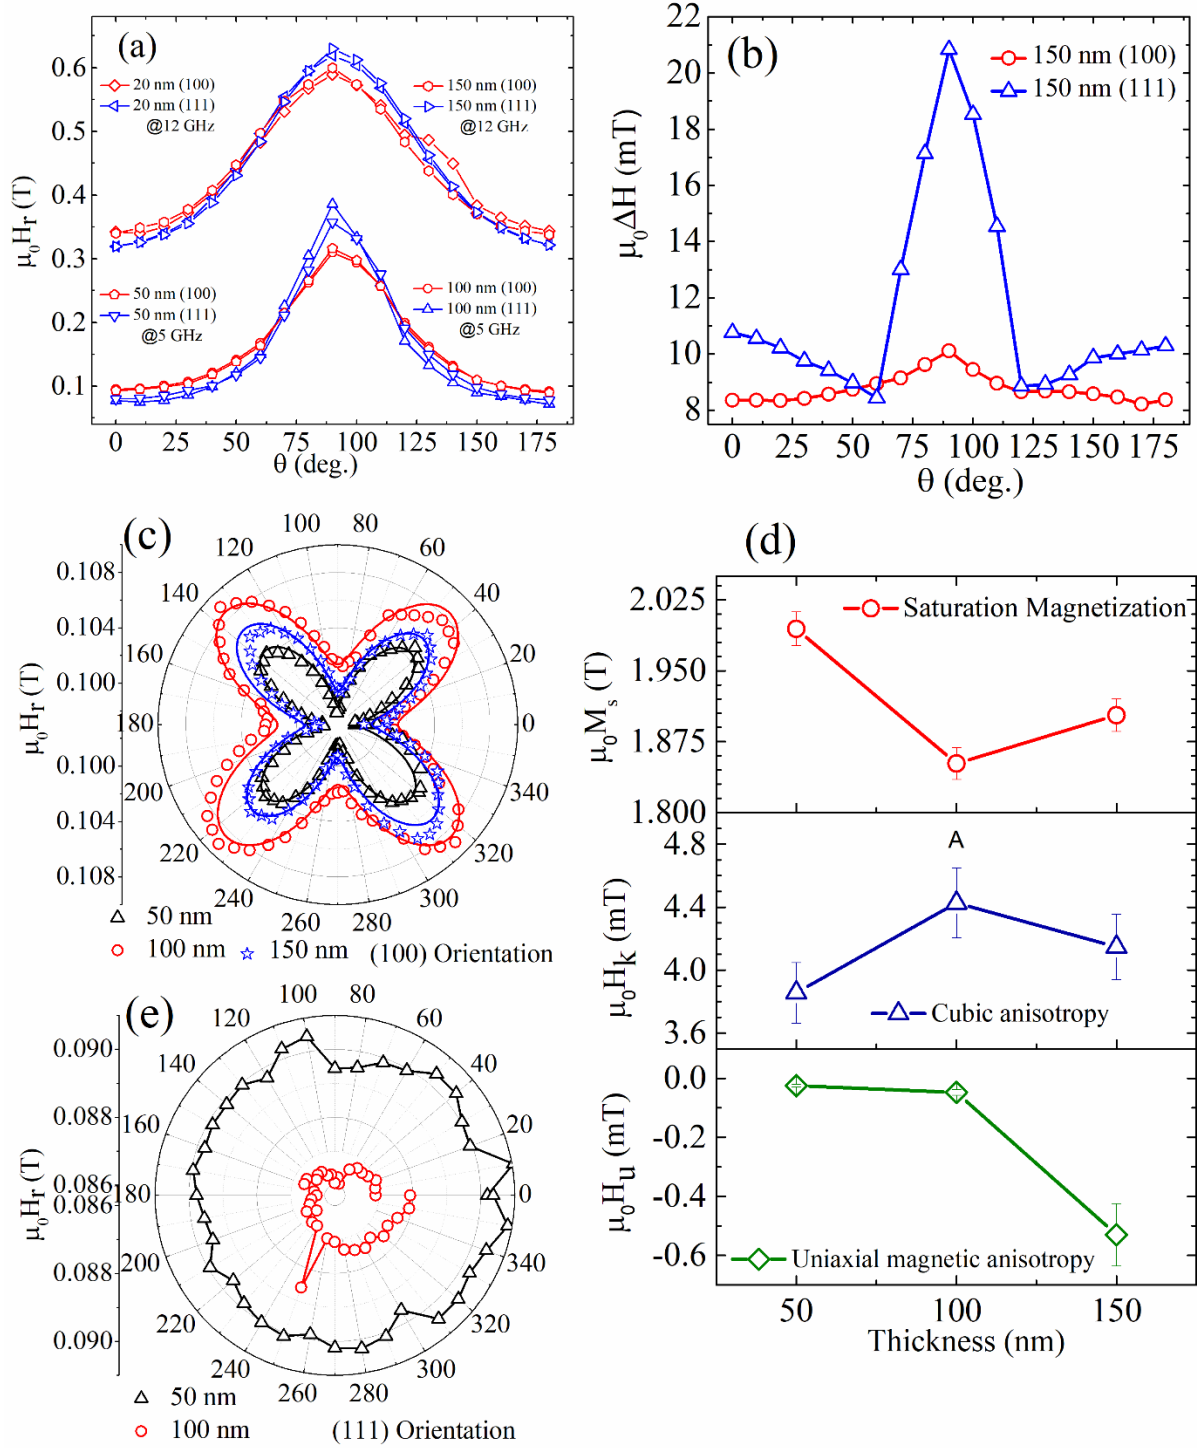 (a)
20 nm (100)
20 nm (111)
@12 GHz
150 nm (100)
150 nm (111)
@12 GHz
50 nm (100)
50 nm (111)
@5 GHz
100 nm (100)
100 nm (111)
@5 GHz
0.6
0.5
0.4
0.3
0.2
0.1
μ₀Hr (T)
0 25 50 75 100 125 150 175
θ (deg.)
(b)
150 nm (100)
150 nm (111)
22
20
18
16
14
12
10
8
μ₀ΔH (mT)
0 25 50 75 100 125 150 175
θ (deg.)
(c)
0.108
0.104
0.100
0.100
0.104
0.108
μ₀Hr (T)
0
20
40
60
80
100
120
140
160
180
200
220
240
260
280
300
320
340
50 nm
100 nm
150 nm
(100) Orientation
(d)
2.025
1.950
1.875
1.800
μ₀Mₛ (T)
Saturation Magnetization
4.8
4.4
4.0
3.6
μ₀Hₖ (mT)
A
Cubic anisotropy
0.0
-0.2
-0.4
-0.6
μ₀Hᵤ (mT)
Uniaxial magnetic anisotropy
50 100 150
Thickness (nm)
(e)
0.090
0.088
0.086
0.086
0.088
0.090
μ₀Hr (T)
0
20
40
60
80
100
120
140
160
180
200
220
240
260
280
300
320
340
50 nm
100 nm
(111) Orientation